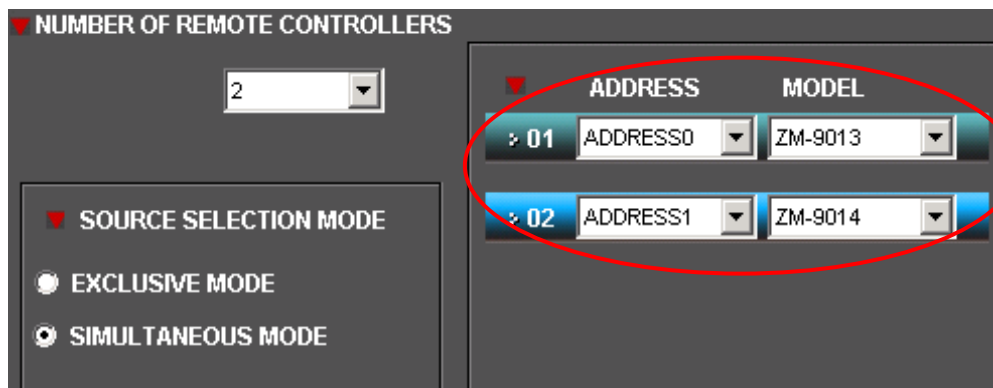 NUMBER OF REMOTE CONTROLLERS
2
SOURCE SELECTION MODE
EXCLUSIVE MODE
SIMULTANEOUS MODE
ADDRESS MODEL
01 ADDRESS0 ZM-9013
02 ADDRESS1 ZM-9014